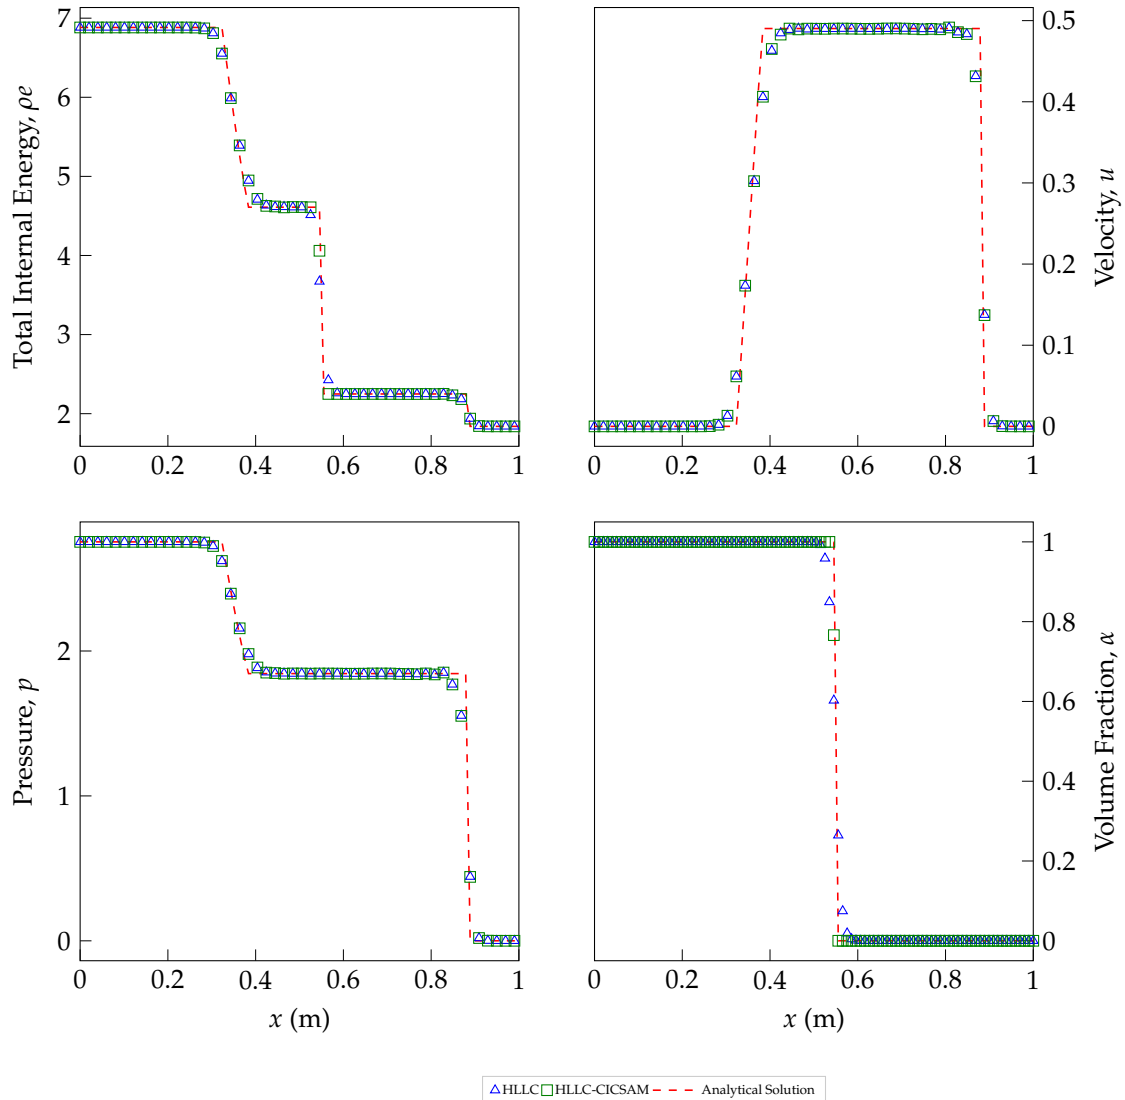 7
6
5
4
3
2
Total Internal Energy, ρe
0 0.2 0.4 0.6 0.8 1
0.5
0.4
0.3
0.2
0.1
0
Velocity, u
0 0.2 0.4 0.6 0.8 1
2
1
0
Pressure, p
0 0.2 0.4 0.6 0.8 1
x (m)
1
0.8
0.6
0.4
0.2
0
Volume Fraction, α
0 0.2 0.4 0.6 0.8 1
x (m)
HLLC HLLC-CICSAM Analytical Solution